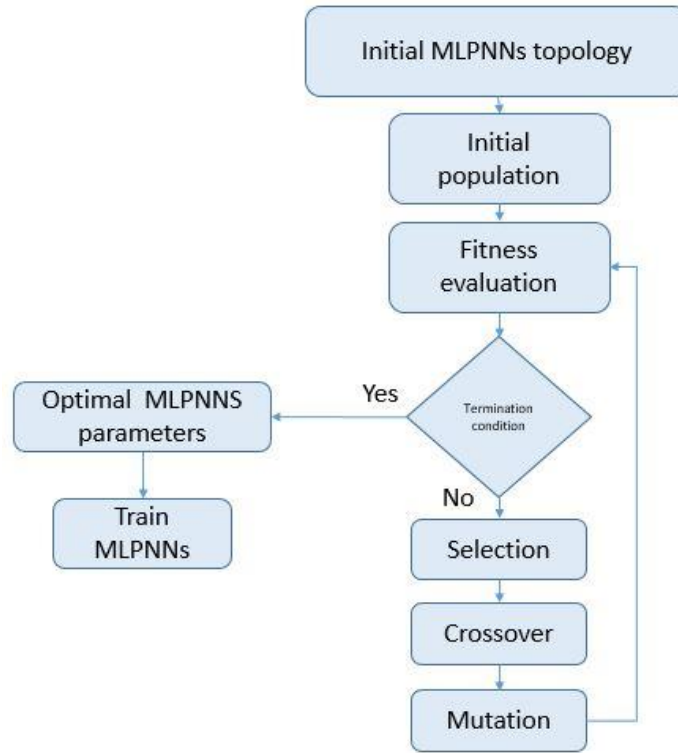 Initial MLPNNs topology
Initial
population
Fitness
evaluation
Termination
condition
Yes
Optimal MLPNNS
parameters
Train
MLPNNs
No
Selection
Crossover
Mutation